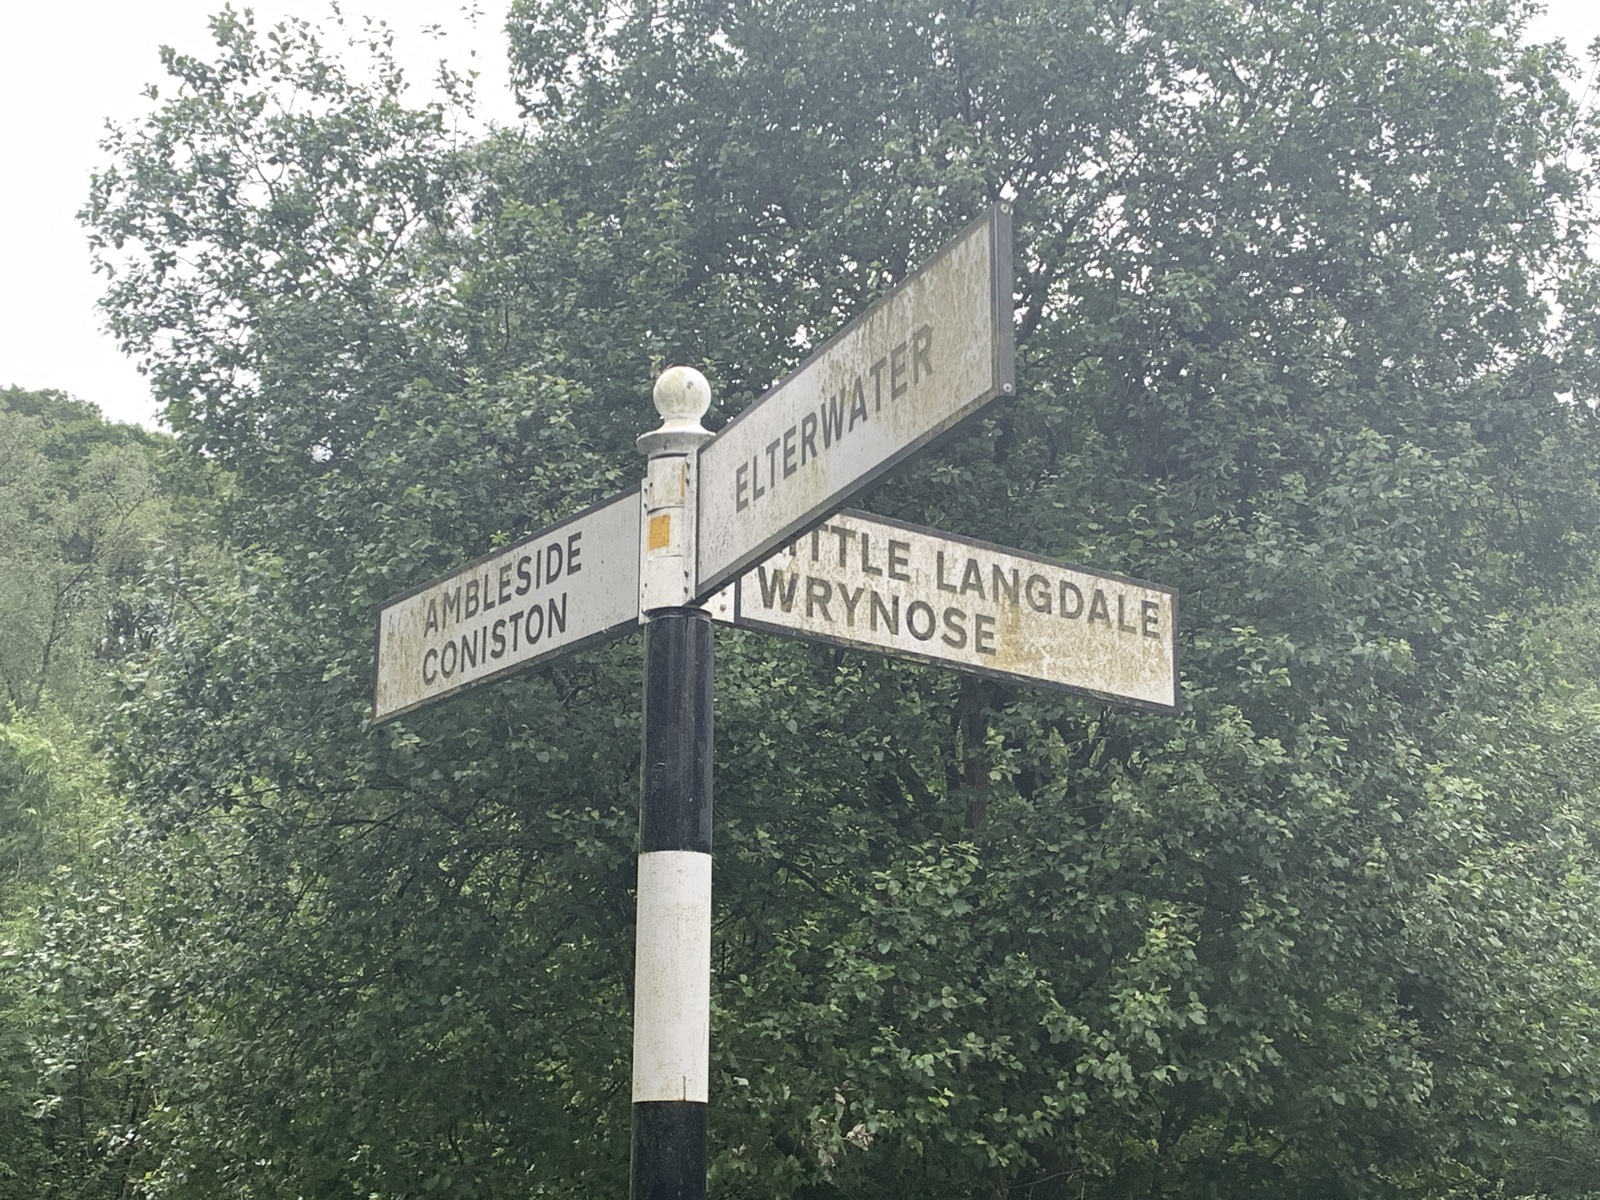 ELTERWATER
AMBLESIDE
CONISTON
ITTLE LANGDALE
WRYNOSE